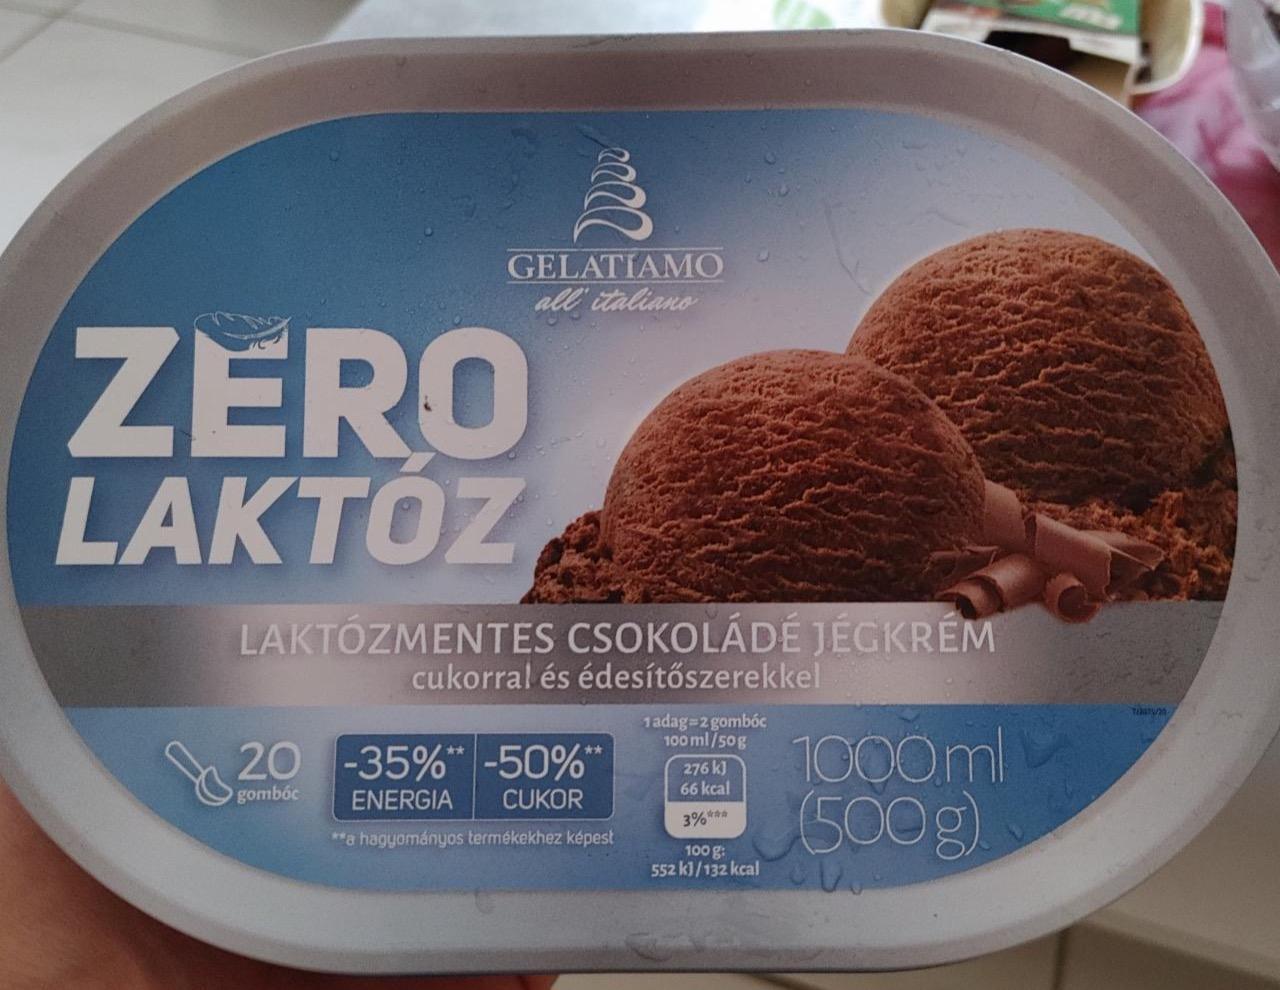 GELATIAMO
all' italiano
ZERO
LAKTÓZ
LAKTÓZMENTES CSOKOLÁDÉ JÉGKRÉM
cukorral és édesítőszerekkel
20
gombóc
-35%**
ENERGIA
-50%**
CUKOR
**a hagyományos termékekhez képest
1 adag=2 gombóc
100 ml/50 g
276 kJ
66 kcal
3%***
100 g:
552 kJ/132 kcal
1000 ml
(500 g)